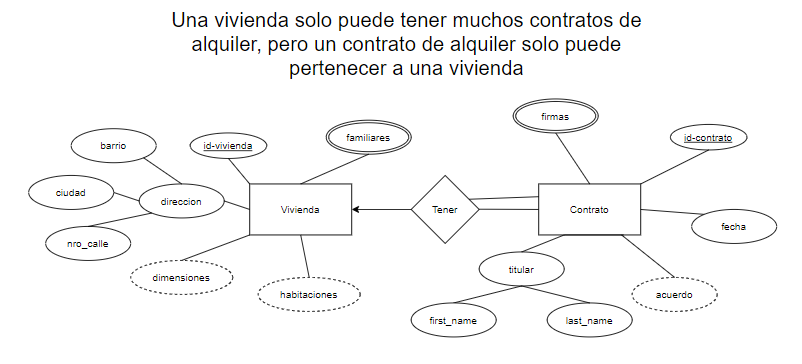 Una vivienda solo puede tener muchos contratos de
alquiler, pero un contrato de alquiler solo puede
pertenecer a una vivienda
firmas
familiares
id-contrato
barrio
id-vivienda
ciudad
direccion
Vivienda
Tener
Contrato
fecha
nro_calle
dimensiones
titular
habitaciones
acuerdo
first_name
last_name